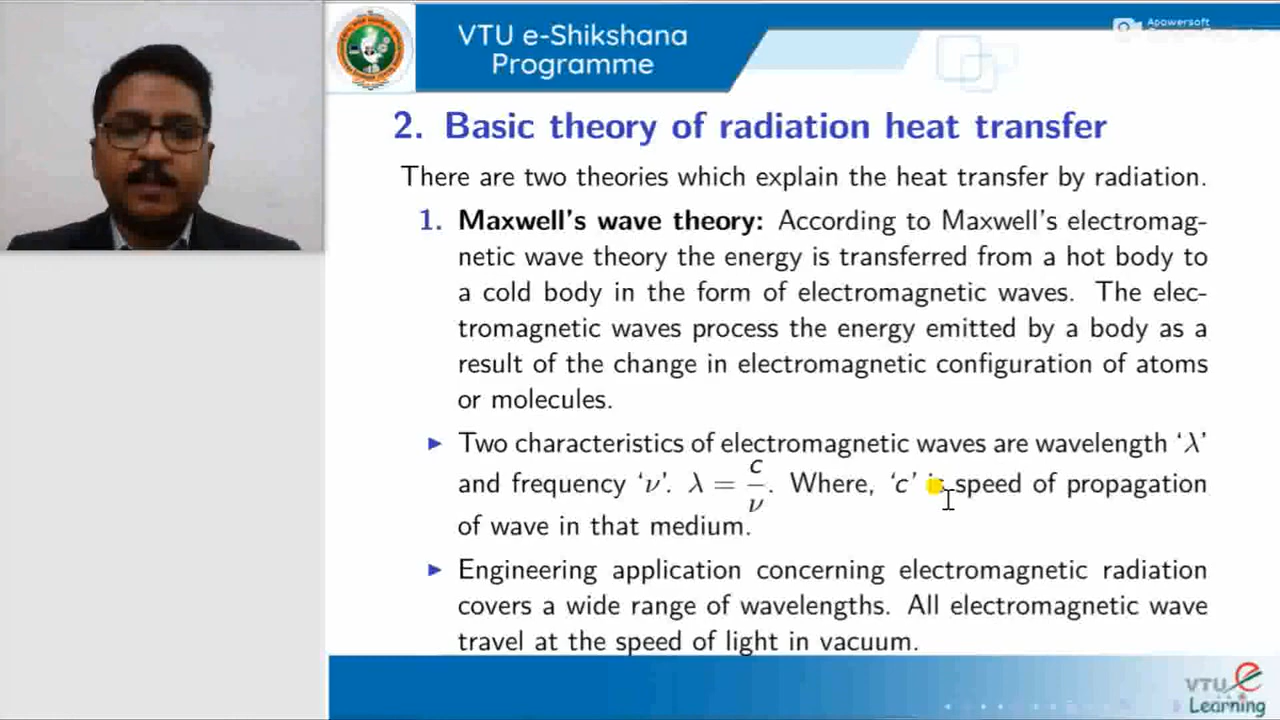 VTU e-Shikshana
Programme
Apowersoft
2. Basic theory of radiation heat transfer
There are two theories which explain the heat transfer by radiation.
1. Maxwell's wave theory: According to Maxwell's electromag-
netic wave theory the energy is transferred from a hot body to
a cold body in the form of electromagnetic waves. The elec-
tromagnetic waves process the energy emitted by a body as a
result of the change in electromagnetic configuration of atoms
or molecules.
▶ Two characteristics of electromagnetic waves are wavelength ‘λ’
and frequency ‘ν’. λ = c/ν. Where, ‘c’ is speed of propagation
of wave in that medium.
▶ Engineering application concerning electromagnetic radiation
covers a wide range of wavelengths. All electromagnetic wave
travel at the speed of light in vacuum.
VTU e
Learning